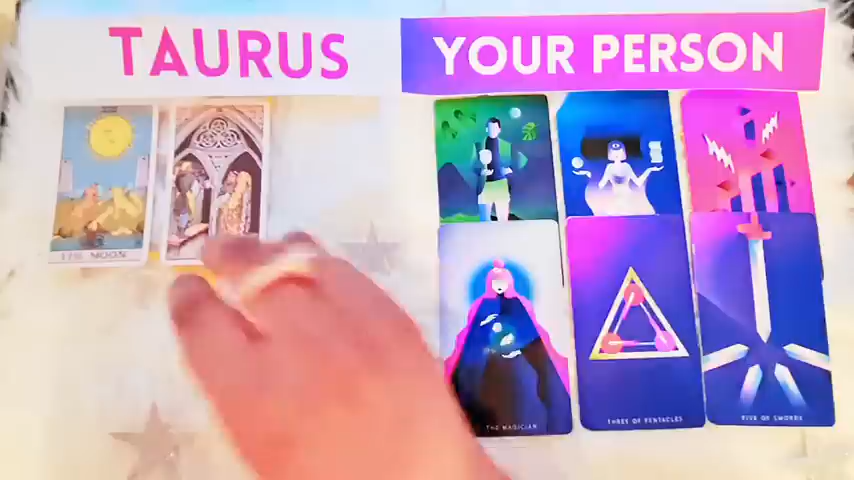 TAURUS
YOUR PERSON
THE MOON
THE MAGICIAN
THREE OF PENTACLES
FIVE OF SWORDS